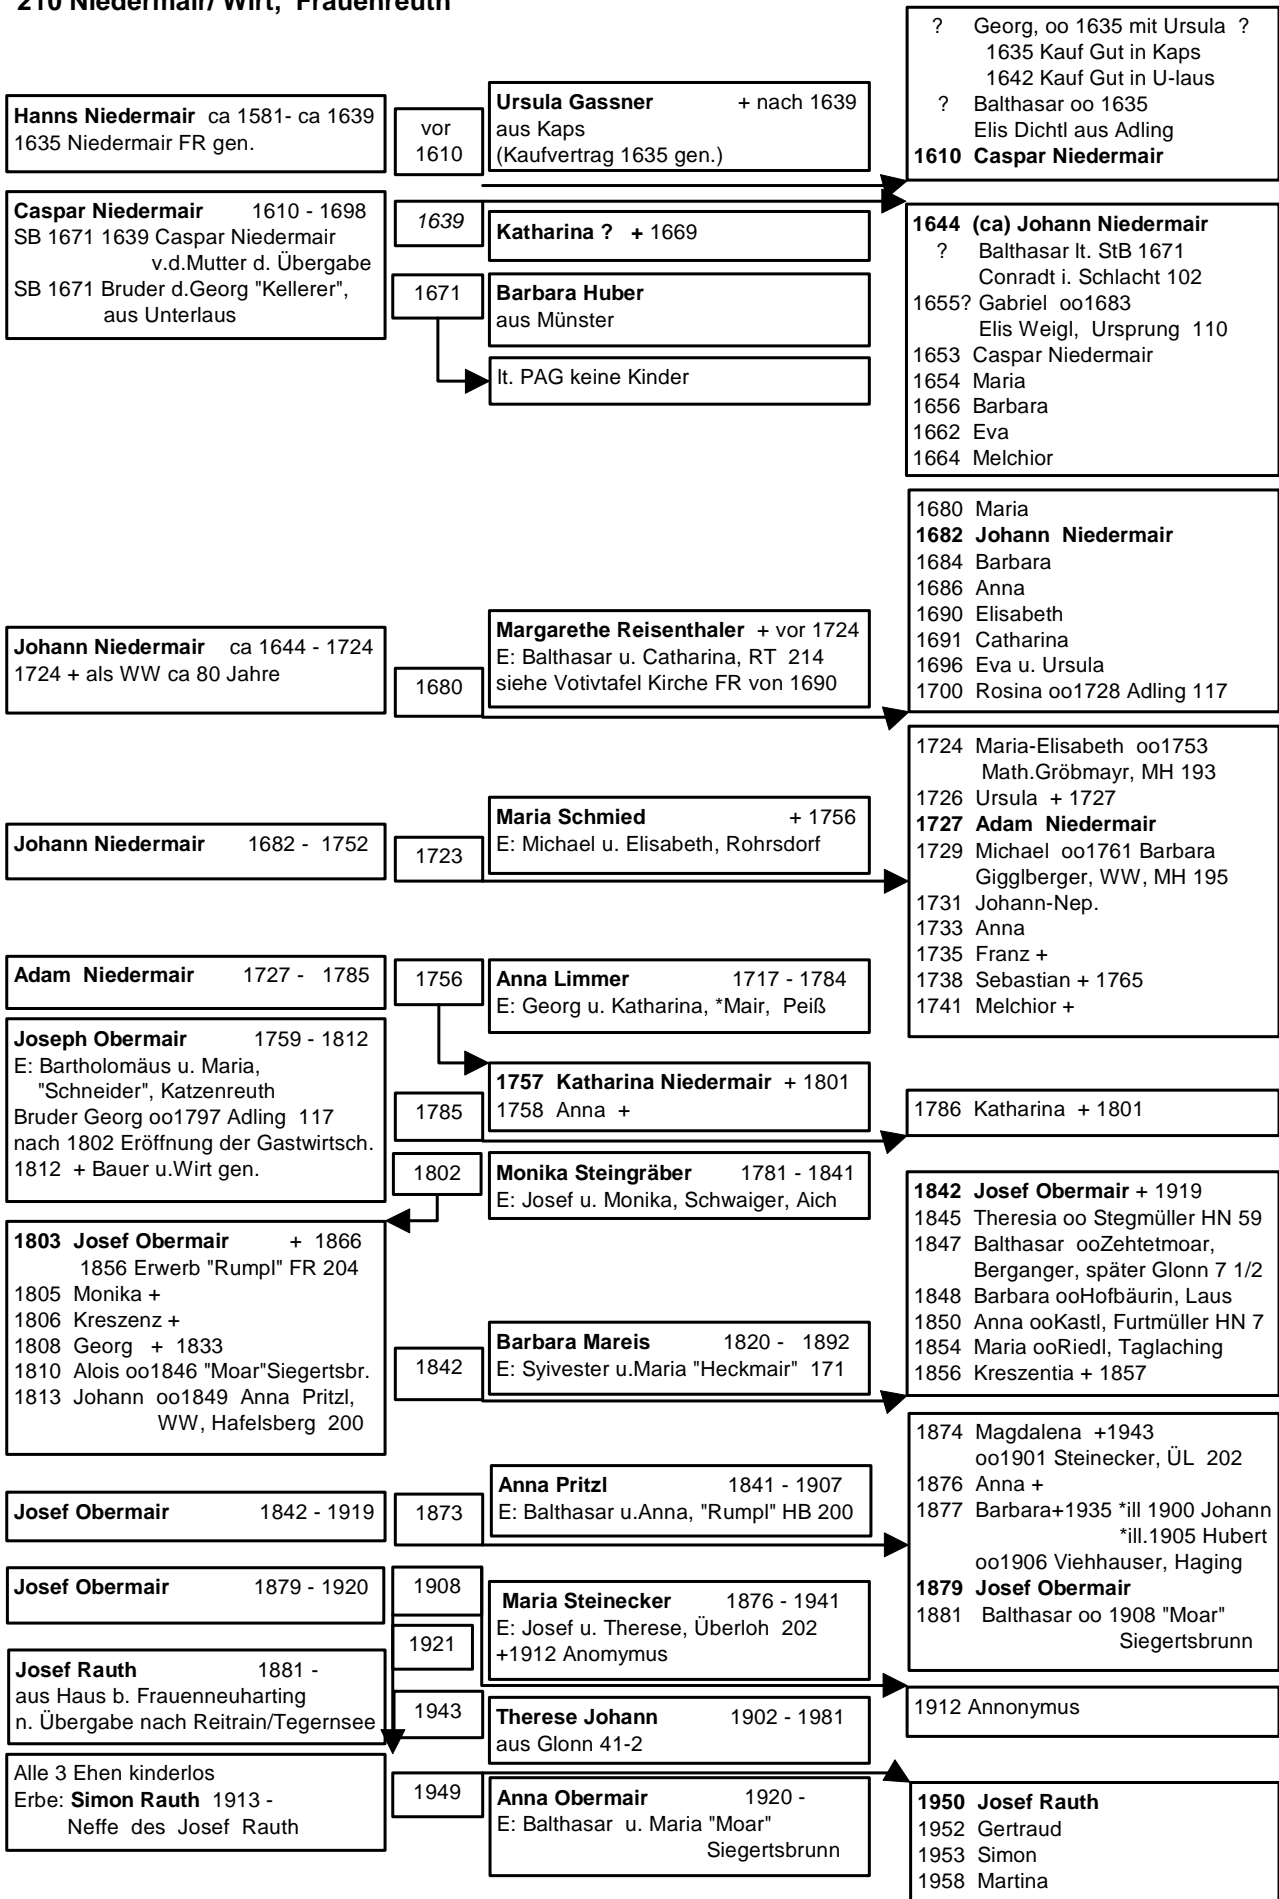 210 Niedermair/ Wirt, Frauenreuth
? Georg, oo 1635 mit Ursula ?
1635 Kauf Gut in Kaps
1642 Kauf Gut in U-laus
? Balthasar oo 1635
Elis Dichtl aus Adling
1610 Caspar Niedermair
Hanns Niedermair ca 1581- ca 1639
1635 Niedermair FR gen.
vor
1610
Ursula Gassner + nach 1639
aus Kaps
(Kaufvertrag 1635 gen.)
Caspar Niedermair 1610 - 1698
SB 1671 1639 Caspar Niedermair
v.d.Mutter d. Übergabe
SB 1671 Bruder d.Georg "Kellerer",
aus Unterlaus
1639
Katharina ? + 1669
1671
Barbara Huber
aus Münster
lt. PAG keine Kinder
1644 (ca) Johann Niedermair
? Balthasar lt. StB 1671
Conradt i. Schlacht 102
1655? Gabriel oo1683
Elis Weigl, Ursprung 110
1653 Caspar Niedermair
1654 Maria
1656 Barbara
1662 Eva
1664 Melchior
1680 Maria
1682 Johann Niedermair
1684 Barbara
1686 Anna
1690 Elisabeth
1691 Catharina
1696 Eva u. Ursula
1700 Rosina oo1728 Adling 117
Johann Niedermair ca 1644 - 1724
1724 + als WW ca 80 Jahre
1680
Margarethe Reisenthaler + vor 1724
E: Balthasar u. Catharina, RT 214
siehe Votivtafel Kirche FR von 1690
1724 Maria-Elisabeth oo1753
Math.Gröbmayr, MH 193
1726 Ursula + 1727
1727 Adam Niedermair
1729 Michael oo1761 Barbara
Gigglberger, WW, MH 195
1731 Johann-Nep.
1733 Anna
1735 Franz +
1738 Sebastian + 1765
1741 Melchior +
Johann Niedermair 1682 - 1752
1723
Maria Schmied + 1756
E: Michael u. Elisabeth, Rohrsdorf
Adam Niedermair 1727 - 1785
1756
Anna Limmer 1717 - 1784
E: Georg u. Katharina, *Mair, Peiß
Joseph Obermair 1759 - 1812
E: Bartholomäus u. Maria,
"Schneider", Katzenreuth
Bruder Georg oo1797 Adling 117
nach 1802 Eröffnung der Gastwirtsch.
1812 + Bauer u.Wirt gen.
1785
1757 Katharina Niedermair + 1801
1758 Anna +
1786 Katharina + 1801
1802
Monika Steingräber 1781 - 1841
E: Josef u. Monika, Schwaiger, Aich
1803 Josef Obermair + 1866
1856 Erwerb "Rumpl" FR 204
1805 Monika +
1806 Kreszenz +
1808 Georg + 1833
1810 Alois oo1846 "Moar"Siegertsbr.
1813 Johann oo1849 Anna Pritzl,
WW, Hafelsberg 200
1842
Barbara Mareis 1820 - 1892
E: Syivester u.Maria "Heckmair" 171
1842 Josef Obermair + 1919
1845 Theresia oo Stegmüller HN 59
1847 Balthasar ooZehtetmoar,
Berganger, später Glonn 7 1/2
1848 Barbara ooHofbäurin, Laus
1850 Anna ooKastl, Furtmüller HN 7
1854 Maria ooRiedl, Taglaching
1856 Kreszentia + 1857
1874 Magdalena +1943
oo1901 Steinecker, ÜL 202
1876 Anna +
1877 Barbara+1935 *ill 1900 Johann
*ill.1905 Hubert
oo1906 Viehhauser, Haging
1879 Josef Obermair
1881 Balthasar oo 1908 "Moar"
Siegertsbrunn
Josef Obermair 1842 - 1919
1873
Anna Pritzl 1841 - 1907
E: Balthasar u.Anna, "Rumpl" HB 200
Josef Obermair 1879 - 1920
1908
Maria Steinecker 1876 - 1941
E: Josef u. Therese, Überloh 202
+1912 Anomymus
1921
Josef Rauth 1881 -
aus Haus b. Frauenneuharting
n. Übergabe nach Reitrain/Tegernsee
1943
Therese Johann 1902 - 1981
aus Glonn 41-2
1912 Annonymus
Alle 3 Ehen kinderlos
Erbe: Simon Rauth 1913 -
Neffe des Josef Rauth
1949
Anna Obermair 1920 -
E: Balthasar u. Maria "Moar"
Siegertsbrunn
1950 Josef Rauth
1952 Gertraud
1953 Simon
1958 Martina